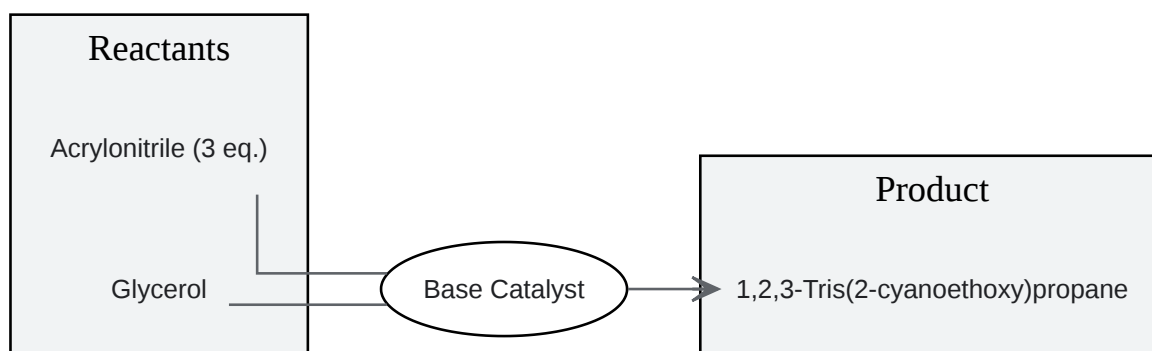 Reactants
Acrylonitrile (3 eq.)
Glycerol
Base Catalyst
Product
1,2,3-Tris(2-cyanoethoxy)propane